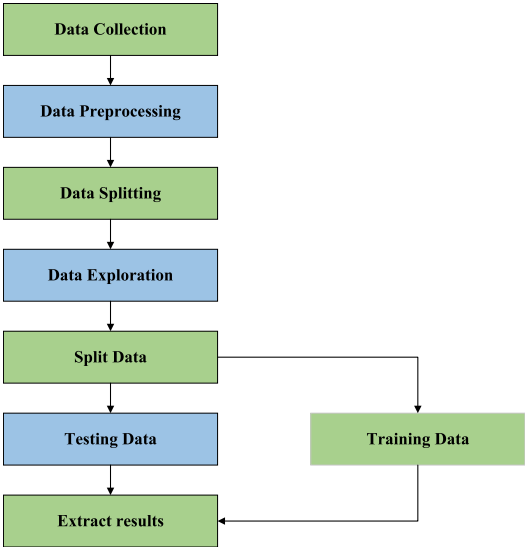 Data Collection
Data Preprocessing
Data Splitting
Data Exploration
Split Data
Testing Data
Training Data
Extract results